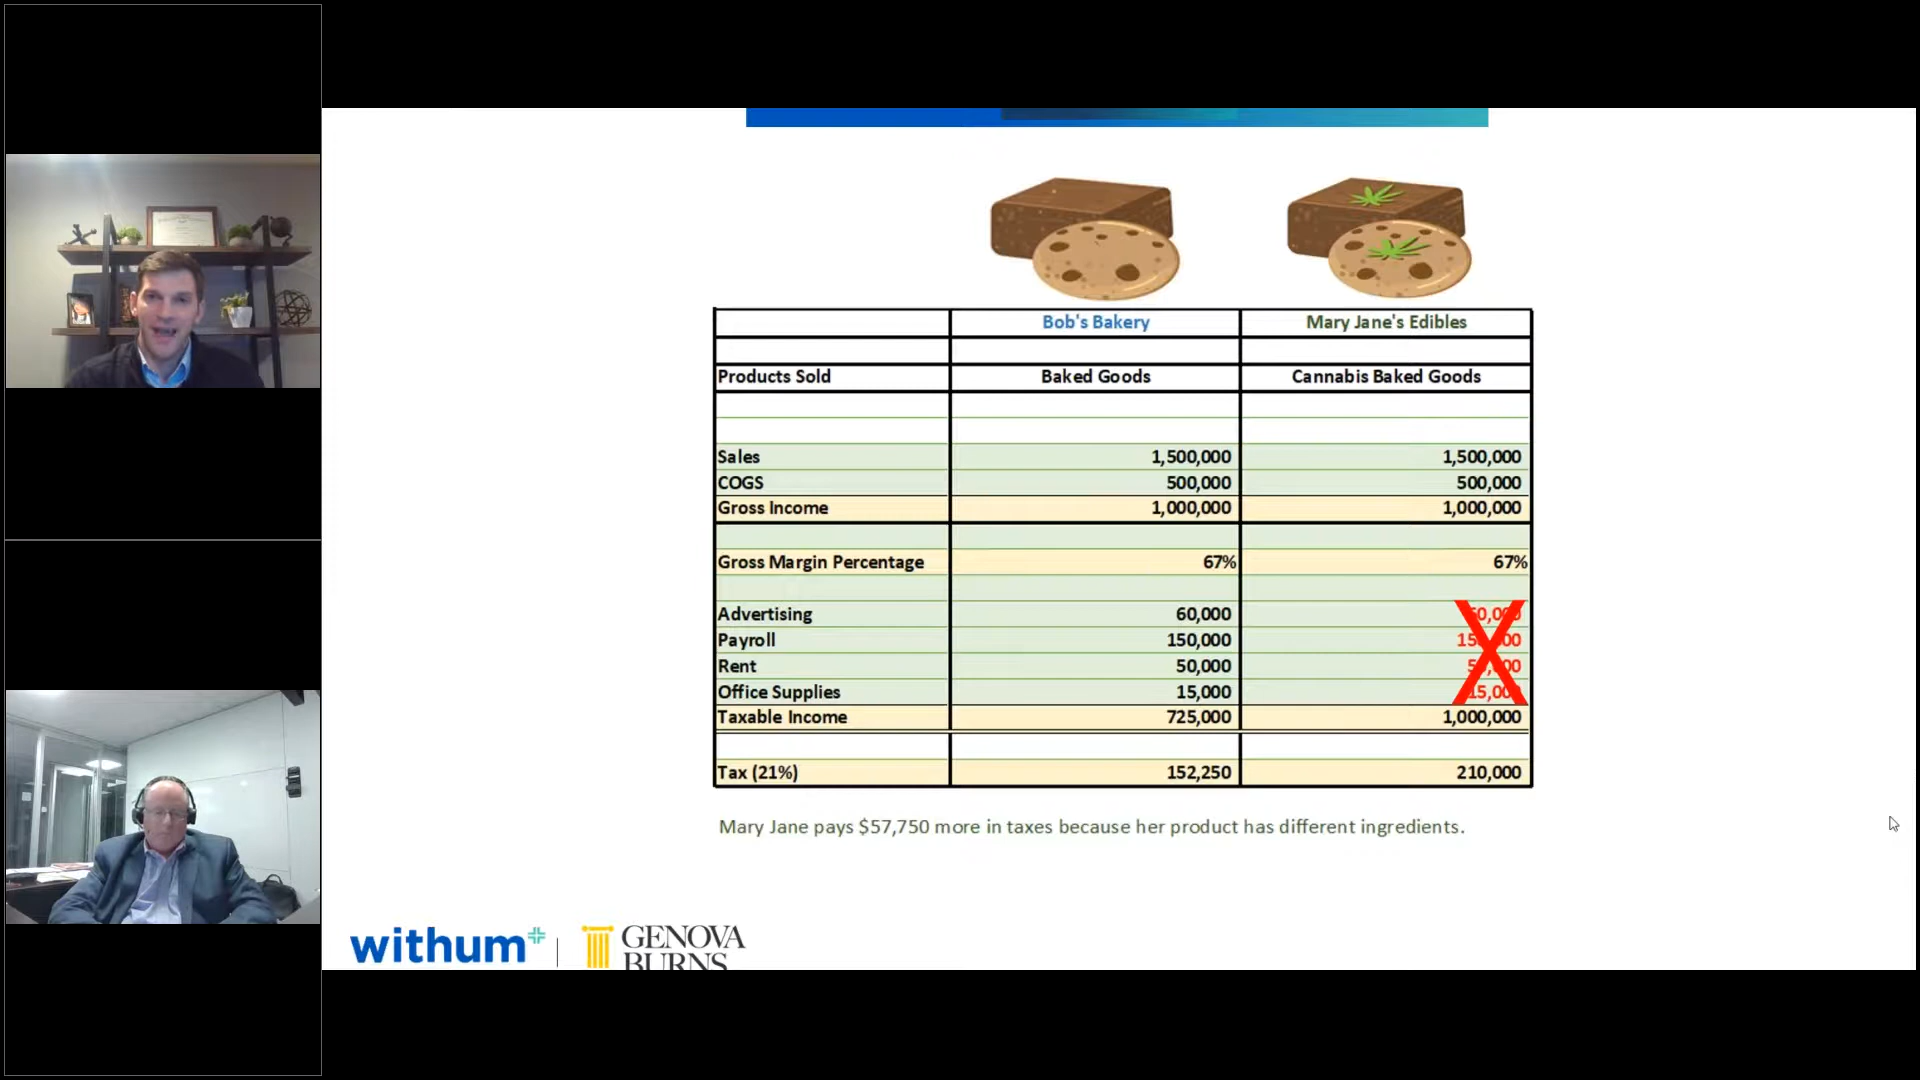 Bob's Bakery Mary Jane's Edibles
Products Sold Baked Goods Cannabis Baked Goods
Sales 1,500,000 1,500,000
COGS 500,000 500,000
Gross Income 1,000,000 1,000,000
Gross Margin Percentage 67% 67%
Advertising 60,000
Payroll 150,000
Rent 50,000
Office Supplies 15,000 15,000
Taxable Income 725,000 1,000,000
Tax (21%) 152,250 210,000
Mary Jane pays $57,750 more in taxes because her product has different ingredients.
withum+
GENOVA
BURNS